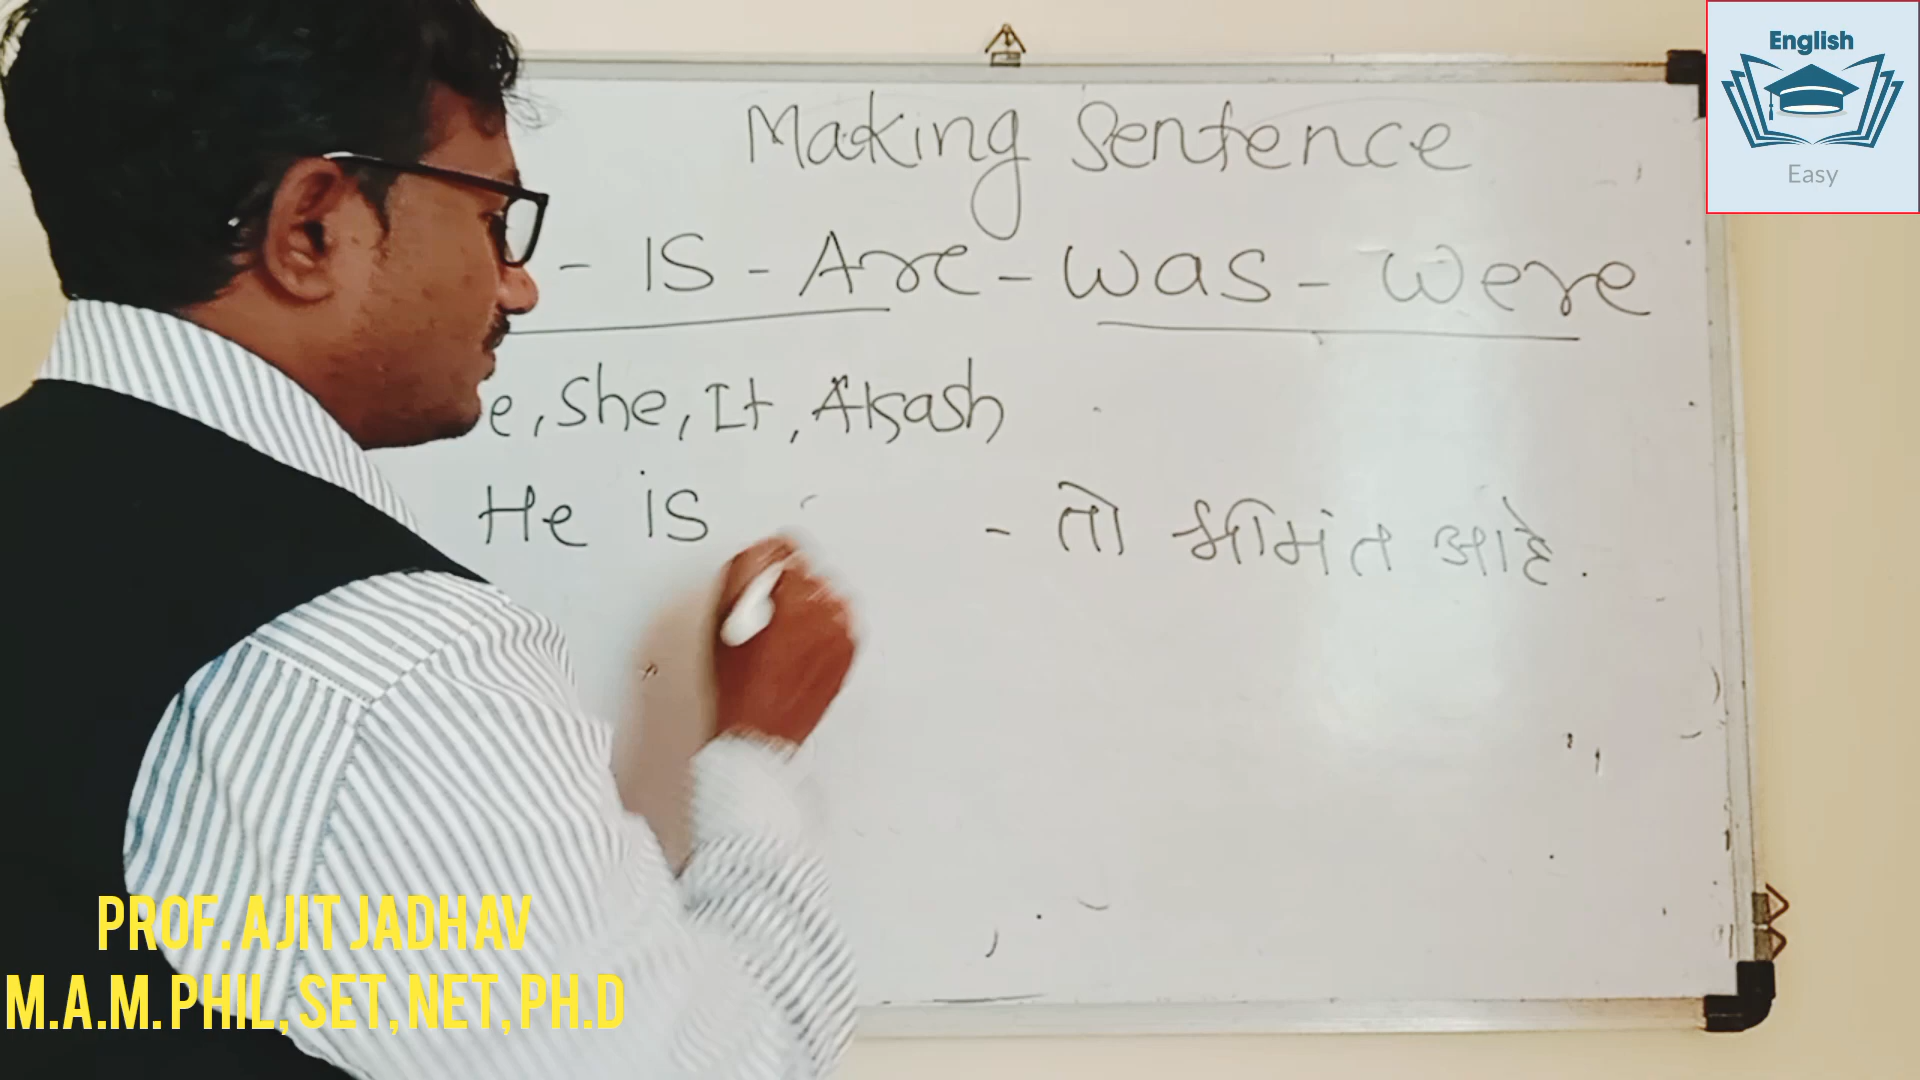 English
Easy
Making Sentence
- IS - Are - Was - Were
e, She, It, Akash
He is - तो श्रीमंत आहे.
PROF. AJIT JADHAV
M.A.M. PHIL, SET, NET, PH.D